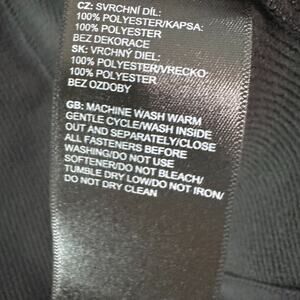 CZ: SVRCHNÍ DÍL:
100% POLYESTER/KAPSA:
100% POLYESTER
BEZ DEKORACE
SK: VRCHNÝ DIEL:
100% POLYESTER/VRECKO:
100% POLYESTER
BEZ OZDOBY
GB: MACHINE WASH WARM
GENTLE CYCLE/WASH INSIDE
OUT AND SEPARATELY/CLOSE
ALL FASTENERS BEFORE
WASHING/DO NOT USE
SOFTENER/DO NOT BLEACH/
TUMBLE DRY LOW/DO NOT IRON/
DO NOT DRY CLEAN